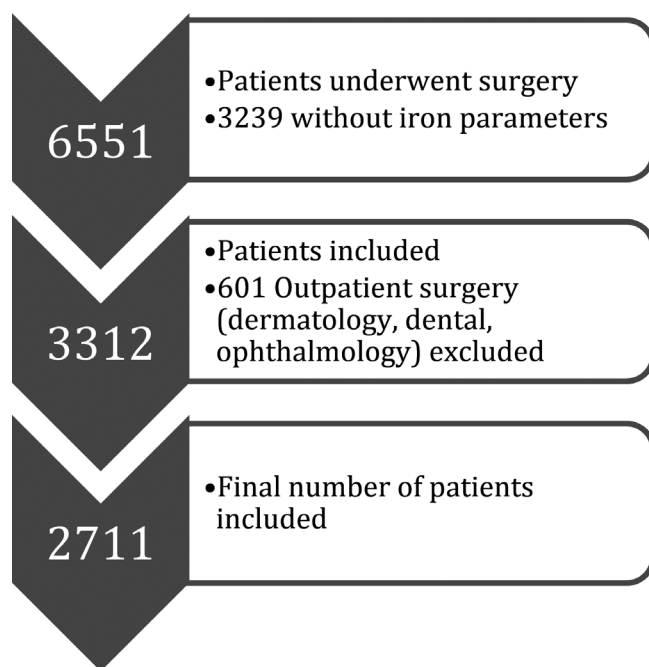 6551
•Patients underwent surgery
•3239 without iron parameters
3312
•Patients included
•601 Outpatient surgery
(dermatology, dental,
ophthalmology) excluded
2711
•Final number of patients
included